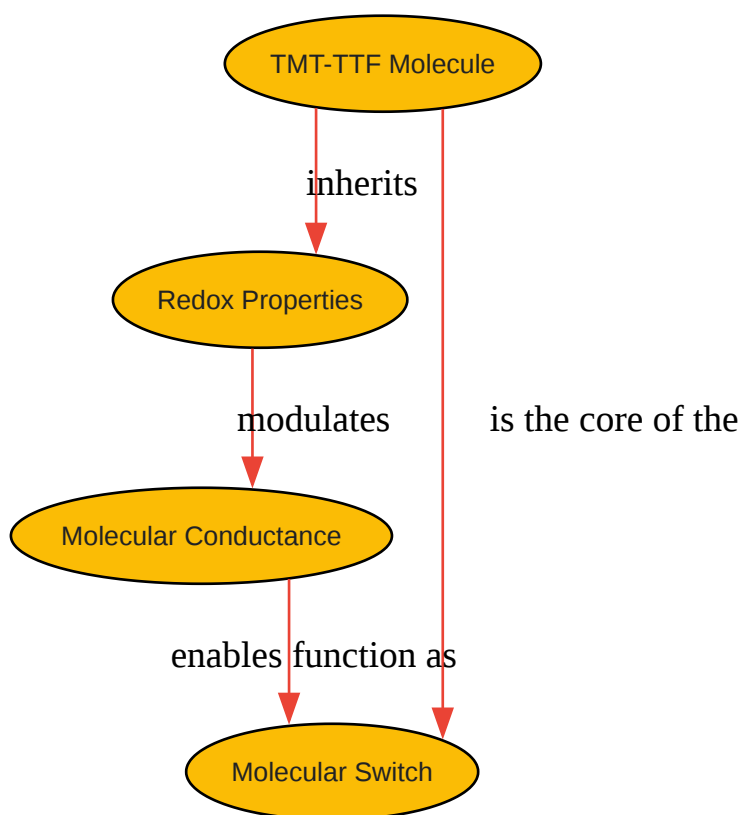 TMT-TTF Molecule
inherits
Redox Properties
modulates
is the core of the
Molecular Conductance
enables function as
Molecular Switch